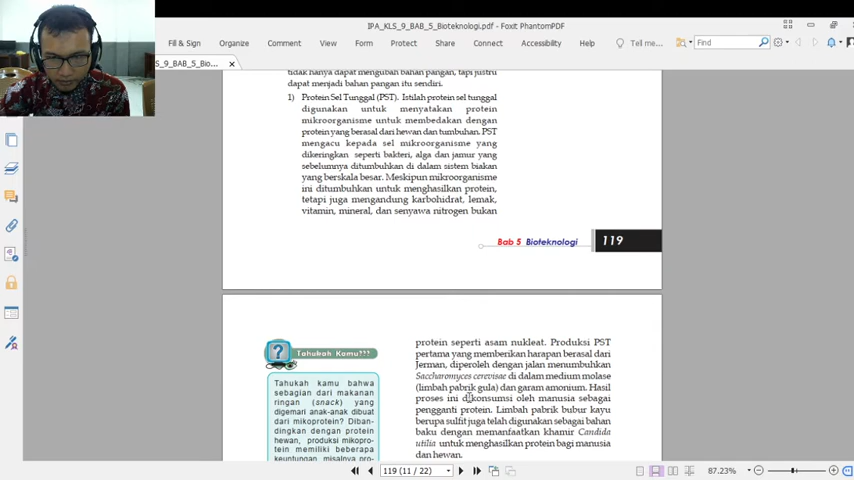 IPA_KLS_9_BAB_5_Bioteknologi.pdf - Foxit PhantomPDF
Fill & Sign Organize Comment View Form Protect Share Connect Accessibility Help Tell me... Find
S_9_BAB_5_Bio...
tidak hanya dapat mengubah bahan pangan, tapi justru
dapat menjadi bahan pangan itu sendiri.
1) Protein Sel Tunggal (PST). Istilah protein sel tunggal
digunakan untuk menyatakan protein
mikroorganisme untuk membedakan dengan
protein yang berasal dari hewan dan tumbuhan. PST
mengacu kepada sel mikroorganisme yang
dikeringkan seperti bakteri, alga dan jamur yang
sebelumnya ditumbuhkan di dalam sistem biakan
yang berskala besar. Meskipun mikroorganisme
ini ditumbuhkan untuk menghasilkan protein,
tetapi juga mengandung karbohidrat, lemak,
vitamin, mineral, dan senyawa nitrogen bukan
Bab 5 Bioteknologi 119
Tahukah Kamu???
Tahukah kamu bahwa
sebagian dari makanan
ringan (snack) yang
digemari anak-anak dibuat
dari mikoprotein? Diban-
dingkan dengan protein
hewan, produksi mikopro-
tein memiliki beberapa
keuntungan, misalnya pro-
protein seperti asam nukleat. Produksi PST
pertama yang memberikan harapan berasal dari
Jerman, diperoleh dengan jalan menumbuhkan
Saccharomyces cerevisae di dalam medium molase
(limbah pabrik gula) dan garam amonium. Hasil
proses ini dikonsumsi oleh manusia sebagai
pengganti protein. Limbah pabrik bubur kayu
berupa sulfit juga telah digunakan sebagai bahan
baku dengan memanfaatkan khamir Candida
utilia untuk menghasilkan protein bagi manusia
dan hewan.
119 (11 / 22) 87.23%